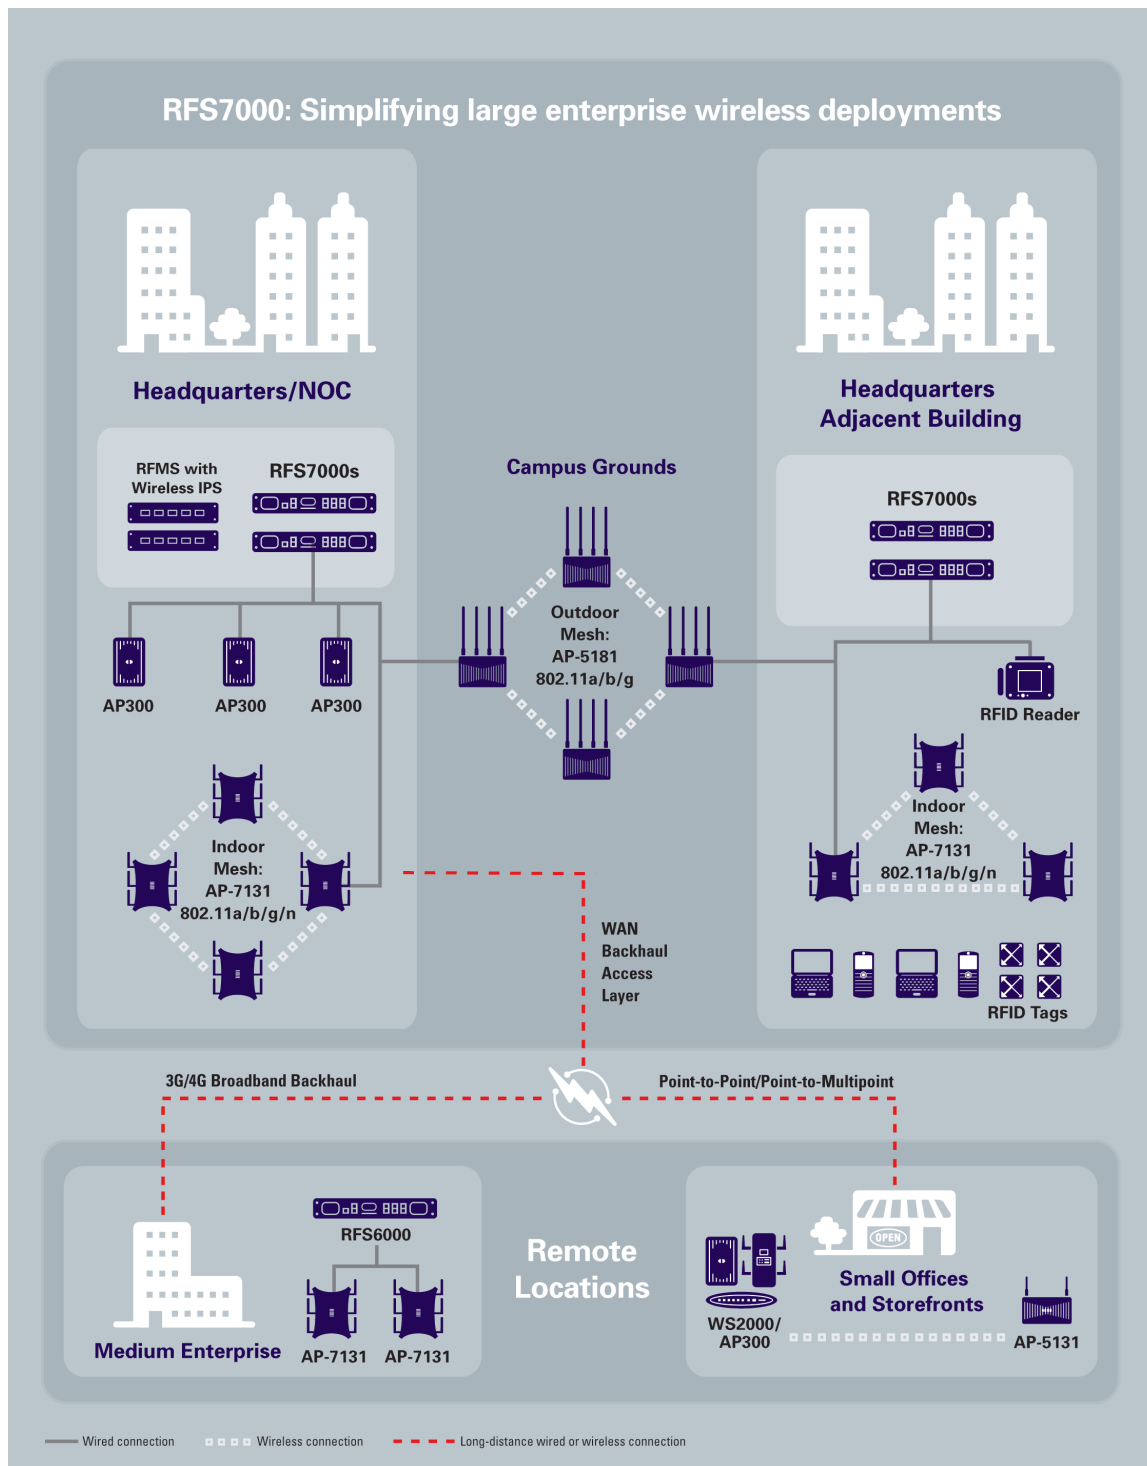 RFS7000: Simplifying large enterprise wireless deployments
Headquarters/NOC
RFMS with
Wireless IPS
RFS7000s
AP300
AP300
AP300
Indoor
Mesh:
AP-7131
802.11a/b/g/n
Campus Grounds
Outdoor
Mesh:
AP-5181
802.11a/b/g
Headquarters
Adjacent Building
RFS7000s
RFID Reader
Indoor
Mesh:
AP-7131
802.11a/b/g/n
RFID Tags
WAN
Backhaul
Access
Layer
3G/4G Broadband Backhaul
Point-to-Point/Point-to-Multipoint
RFS6000
Medium Enterprise
AP-7131
AP-7131
Remote
Locations
OPEN
Small Offices
and Storefronts
WS2000/
AP300
AP-5131
Wired connection
Wireless connection
Long-distance wired or wireless connection